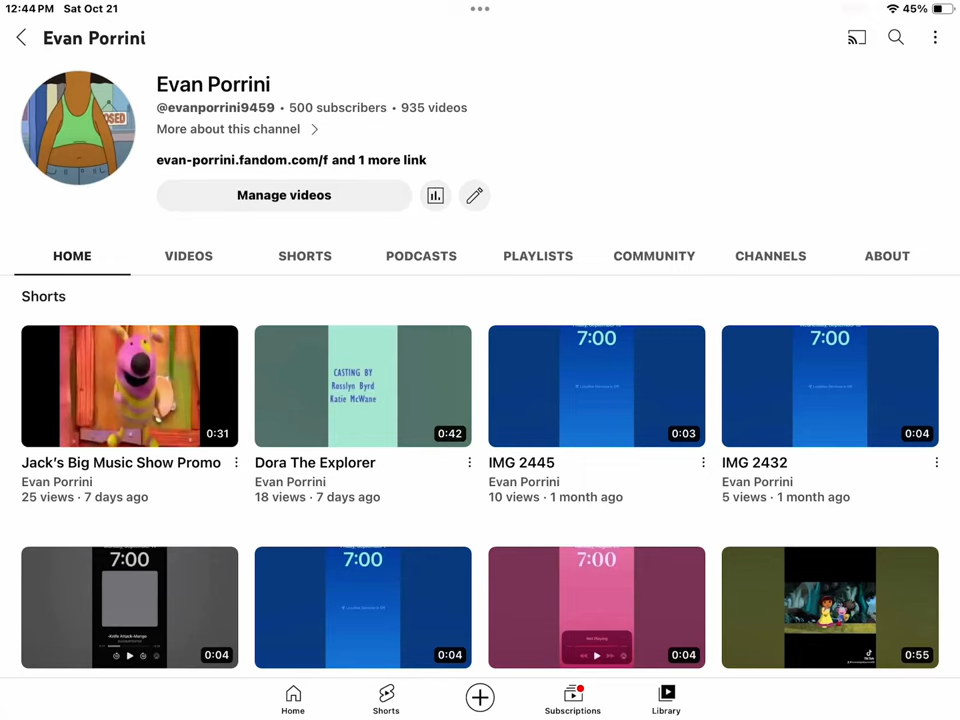 12:44 PM Sat Oct 21
45%
Evan Porrini
OSED
Evan Porrini
@evanporrini9459 • 500 subscribers • 935 videos
More about this channel
evan-porrini.fandom.com/f and 1 more link
Manage videos
HOME VIDEOS SHORTS PODCASTS PLAYLISTS COMMUNITY CHANNELS ABOUT
Shorts
CASTING BY
Rosslyn Byrd
Katie McWane
7:00
7:00
0:31
0:42
0:03
0:04
Jack's Big Music Show Promo
Evan Porrini
25 views · 7 days ago
Dora The Explorer
Evan Porrini
18 views · 7 days ago
IMG 2445
Evan Porrini
10 views · 1 month ago
IMG 2432
Evan Porrini
5 views · 1 month ago
7:00
0:04
7:00
0:04
7:00
Not Playing
0:04
0:55
Home
Shorts
Subscriptions
Library